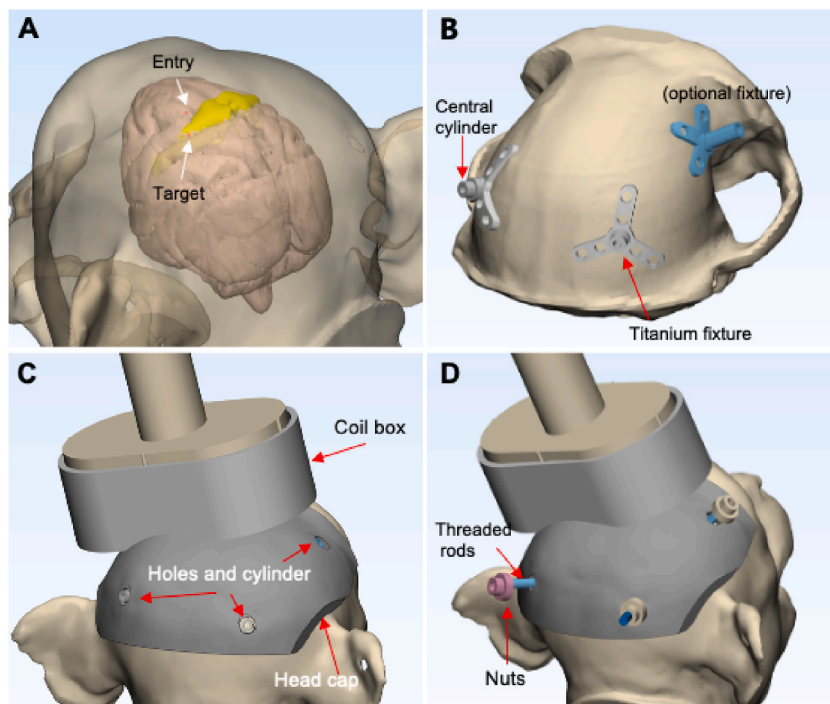 A
Entry
Target
B
(optional fixture)
Central
cylinder
Titanium fixture
C
Coil box
Holes and cylinder
Head cap
D
Threaded
rods
Nuts